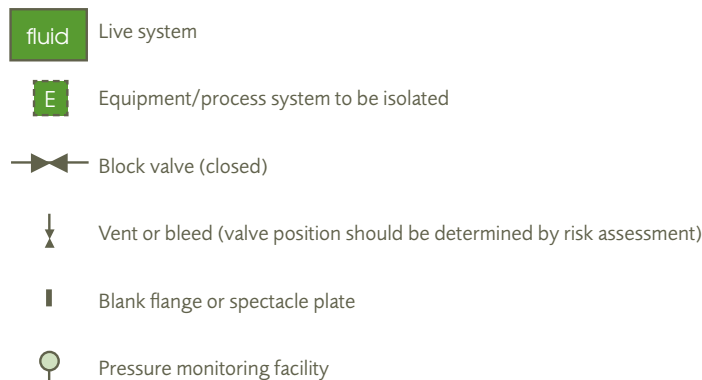 fluid Live system
E Equipment/process system to be isolated
Block valve (closed)
Vent or bleed (valve position should be determined by risk assessment)
Blank flange or spectacle plate
Pressure monitoring facility